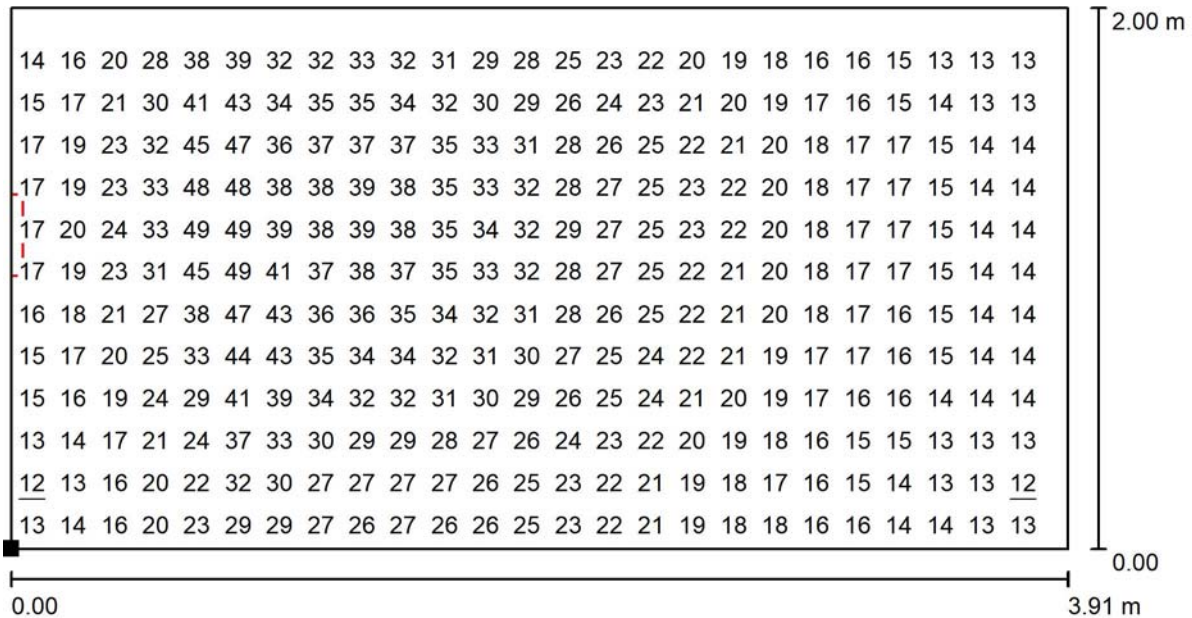 2.00 m
14 16 20 28 38 39 32 32 33 32 31 29 28 25 23 22 20 19 18 16 16 15 13 13 13
15 17 21 30 41 43 34 35 35 34 32 30 29 26 24 23 21 20 19 17 16 15 14 13 13
17 19 23 32 45 47 36 37 37 37 35 33 31 28 26 25 22 21 20 18 17 17 15 14 14
17 19 23 33 48 48 38 38 39 38 35 33 32 28 27 25 23 22 20 18 17 17 15 14 14
17 20 24 33 49 49 39 38 39 38 35 34 32 29 27 25 23 22 20 18 17 17 15 14 14
17 19 23 31 45 49 41 37 38 37 35 33 32 28 27 25 22 21 20 18 17 17 15 14 14
16 18 21 27 38 47 43 36 36 35 34 32 31 28 26 25 22 21 20 18 17 16 15 14 14
15 17 20 25 33 44 43 35 34 34 32 31 30 27 25 24 22 21 19 17 17 16 15 14 14
15 16 19 24 29 41 39 34 32 32 31 30 29 26 25 24 21 20 19 17 16 16 14 14 14
13 14 17 21 24 37 33 30 29 29 28 27 26 24 23 22 20 19 18 16 15 15 13 13 13
12 13 16 20 22 32 30 27 27 27 27 26 25 23 22 21 19 18 17 16 15 14 13 13 12
13 14 16 20 23 29 29 27 26 27 26 26 25 23 22 21 19 18 18 16 16 14 14 13 13
0.00
0.00 3.91 m